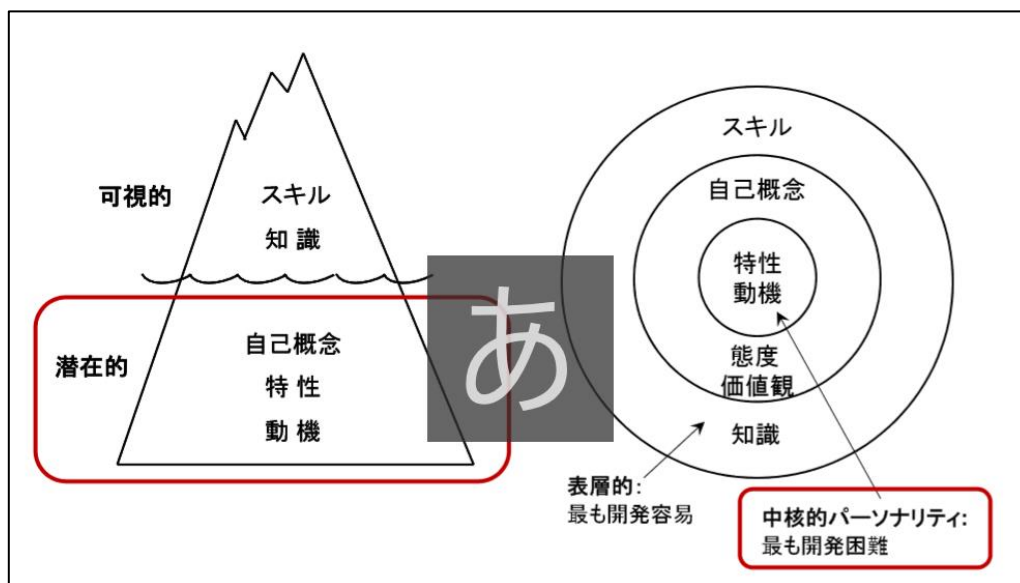 可視的
スキル
知 識
潜在的
自己概念
特 性
動 機
あ
スキル
自己概念
特性
動機
態度
価値観
知識
表層的:
最も開発容易
中核的パーソナリティ:
最も開発困難